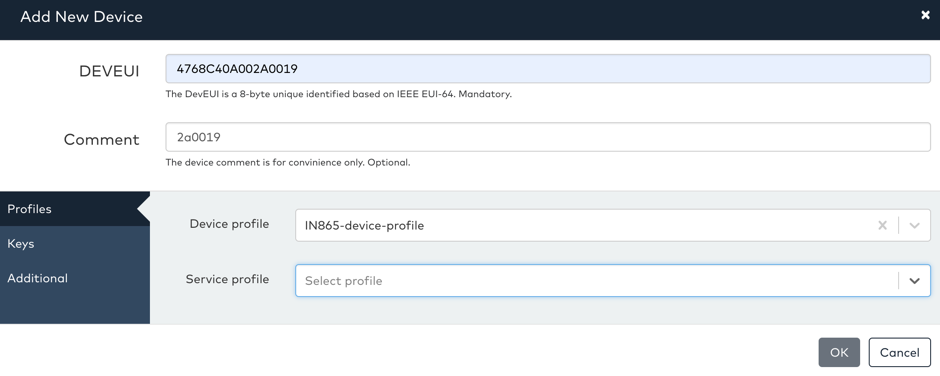 Add New Device
DEVEUI
4768C40A002A0019
The DevEUI is a 8-byte unique identified based on IEEE EUI-64. Mandatory.
Comment
2a0019
The device comment is for convinience only. Optional.
Profiles
Keys
Additional
Device profile
IN865-device-profile
Service profile
Select profile
OK
Cancel